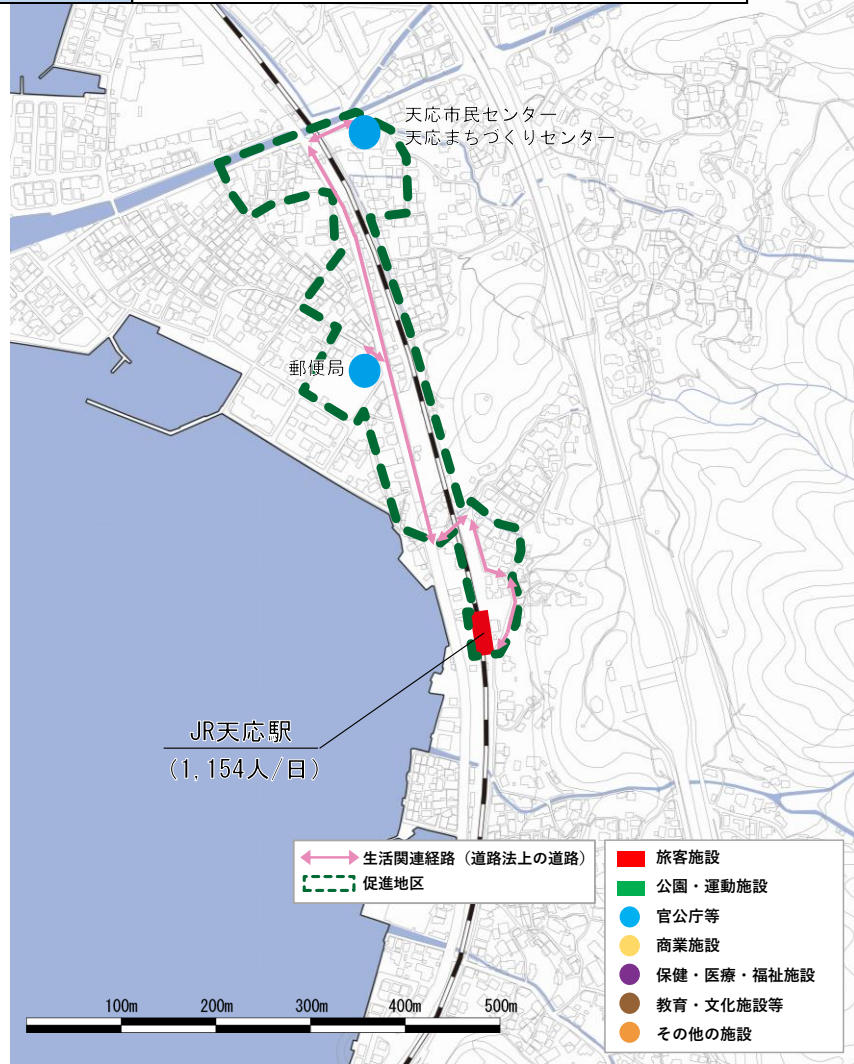 天応市民センター
天応まちづくりセンター
郵便局
JR天応駅
(1,154人/日)
生活関連経路（道路法上の道路）
促進地区
旅客施設
公園・運動施設
官公庁等
商業施設
保健・医療・福祉施設
教育・文化施設等
その他の施設
100m 200m 300m 400m 500m